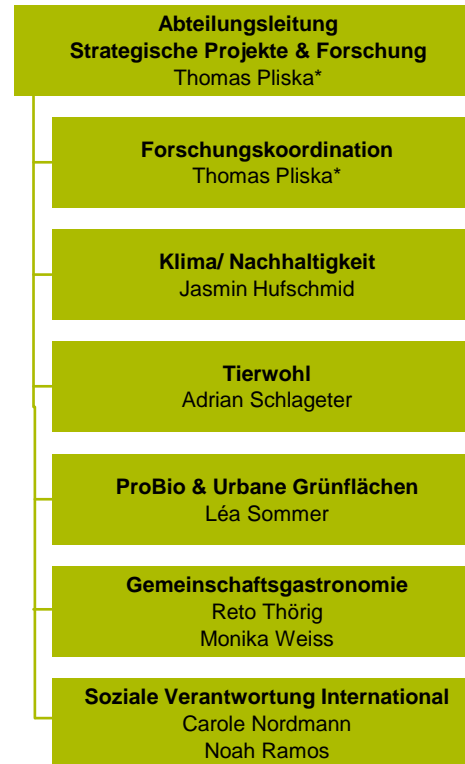 Abteilungsleitung
Strategische Projekte & Forschung
Thomas Pliska*
Forschungskoordination
Thomas Pliska*
Klima/ Nachhaltigkeit
Jasmin Hufschmid
Tierwohl
Adrian Schlageter
ProBio & Urbane Grünflächen
Léa Sommer
Gemeinschaftsgastronomie
Reto Thörig
Monika Weiss
Soziale Verantwortung International
Carole Nordmann
Noah Ramos